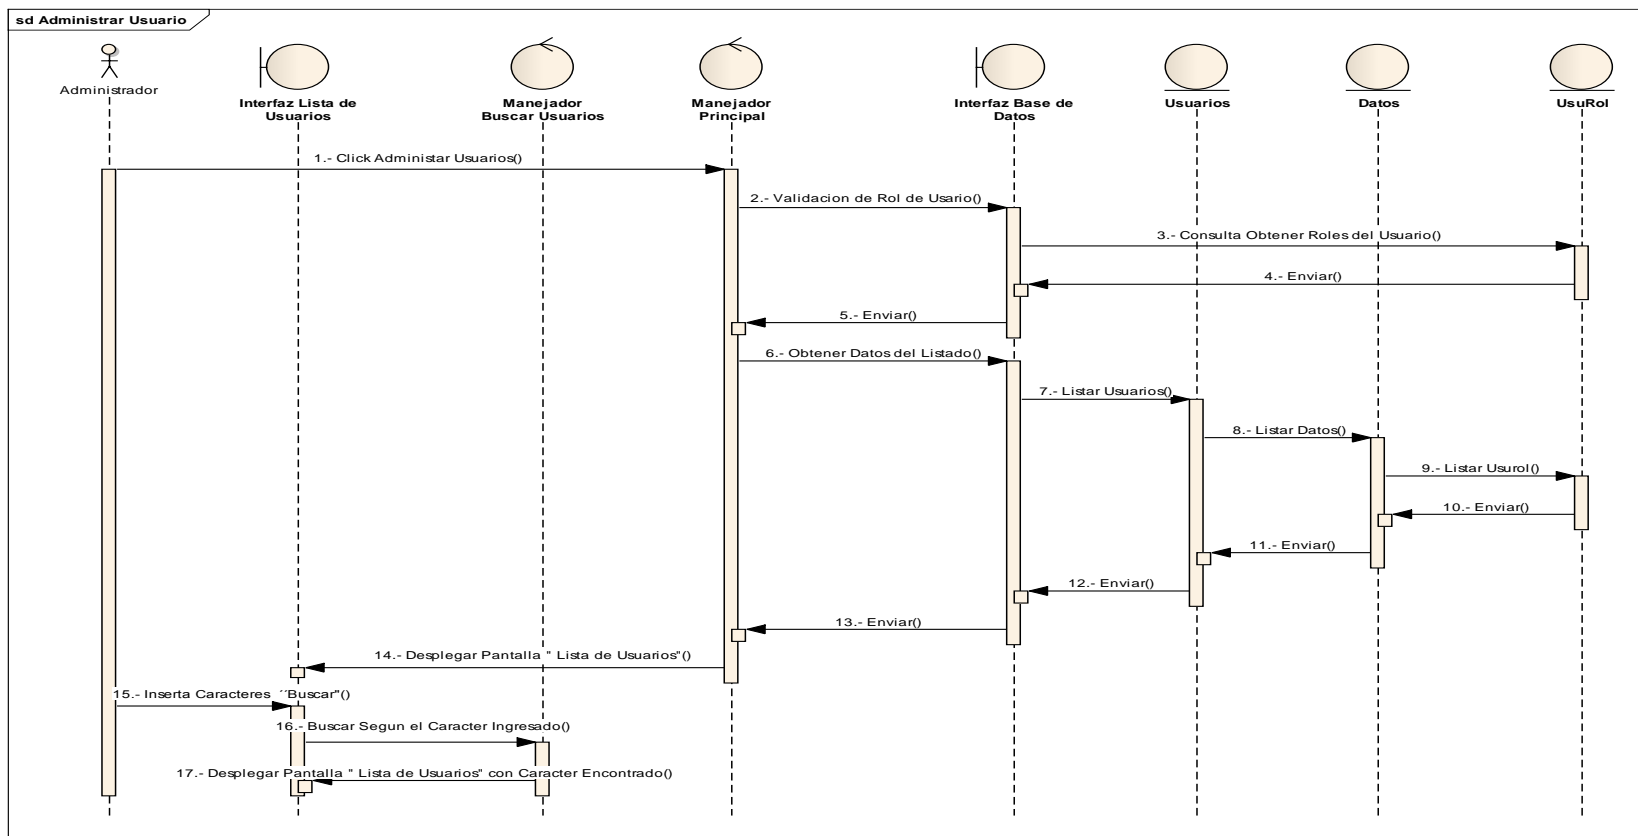 sd Administrar Usuario
Administrador
Interfaz Lista de
Usuarios
Manejador
Buscar Usuarios
Manejador
Principal
Interfaz Base de
Datos
Usuarios
Datos
UsuRol
1.- Click Administar Usuarios()
2.- Validacion de Rol de Usario()
3.- Consulta Obtener Roles del Usuario()
4.- Enviar()
5.- Enviar()
6.- Obtener Datos del Listado()
7.- Listar Usuarios()
8.- Listar Datos()
9.- Listar Usurol()
10.- Enviar()
11.- Enviar()
12.- Enviar()
13.- Enviar()
14.- Desplegar Pantalla " Lista de Usuarios"()
15.- Inserta Caracteres ´´Buscar"()
16.- Buscar Segun el Caracter Ingresado()
17.- Desplegar Pantalla " Lista de Usuarios" con Caracter Encontrado()